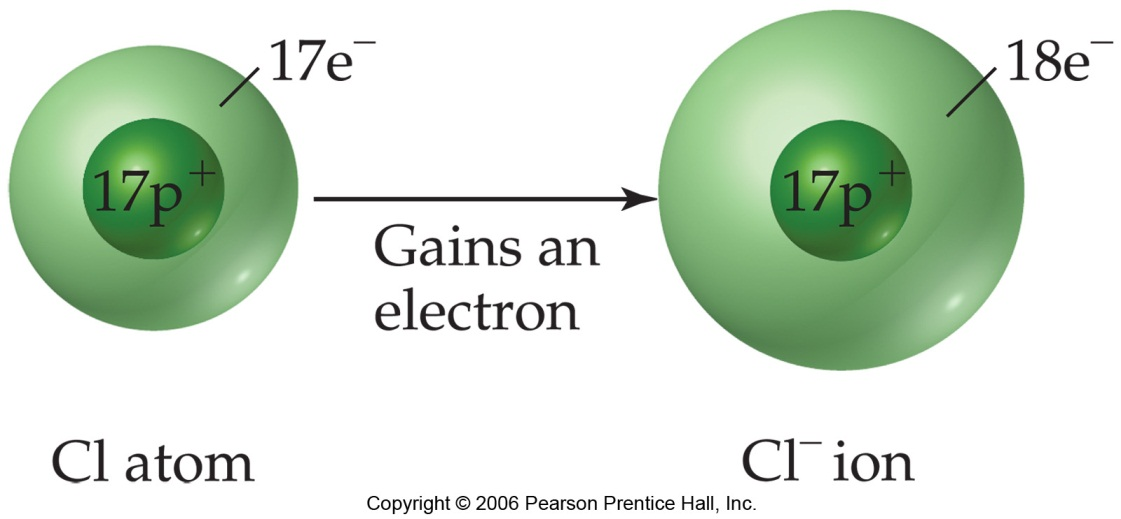 17e⁻
17p⁺
Gains an
electron
18e⁻
17p⁺
Cl atom
Cl⁻ ion
Copyright © 2006 Pearson Prentice Hall, Inc.